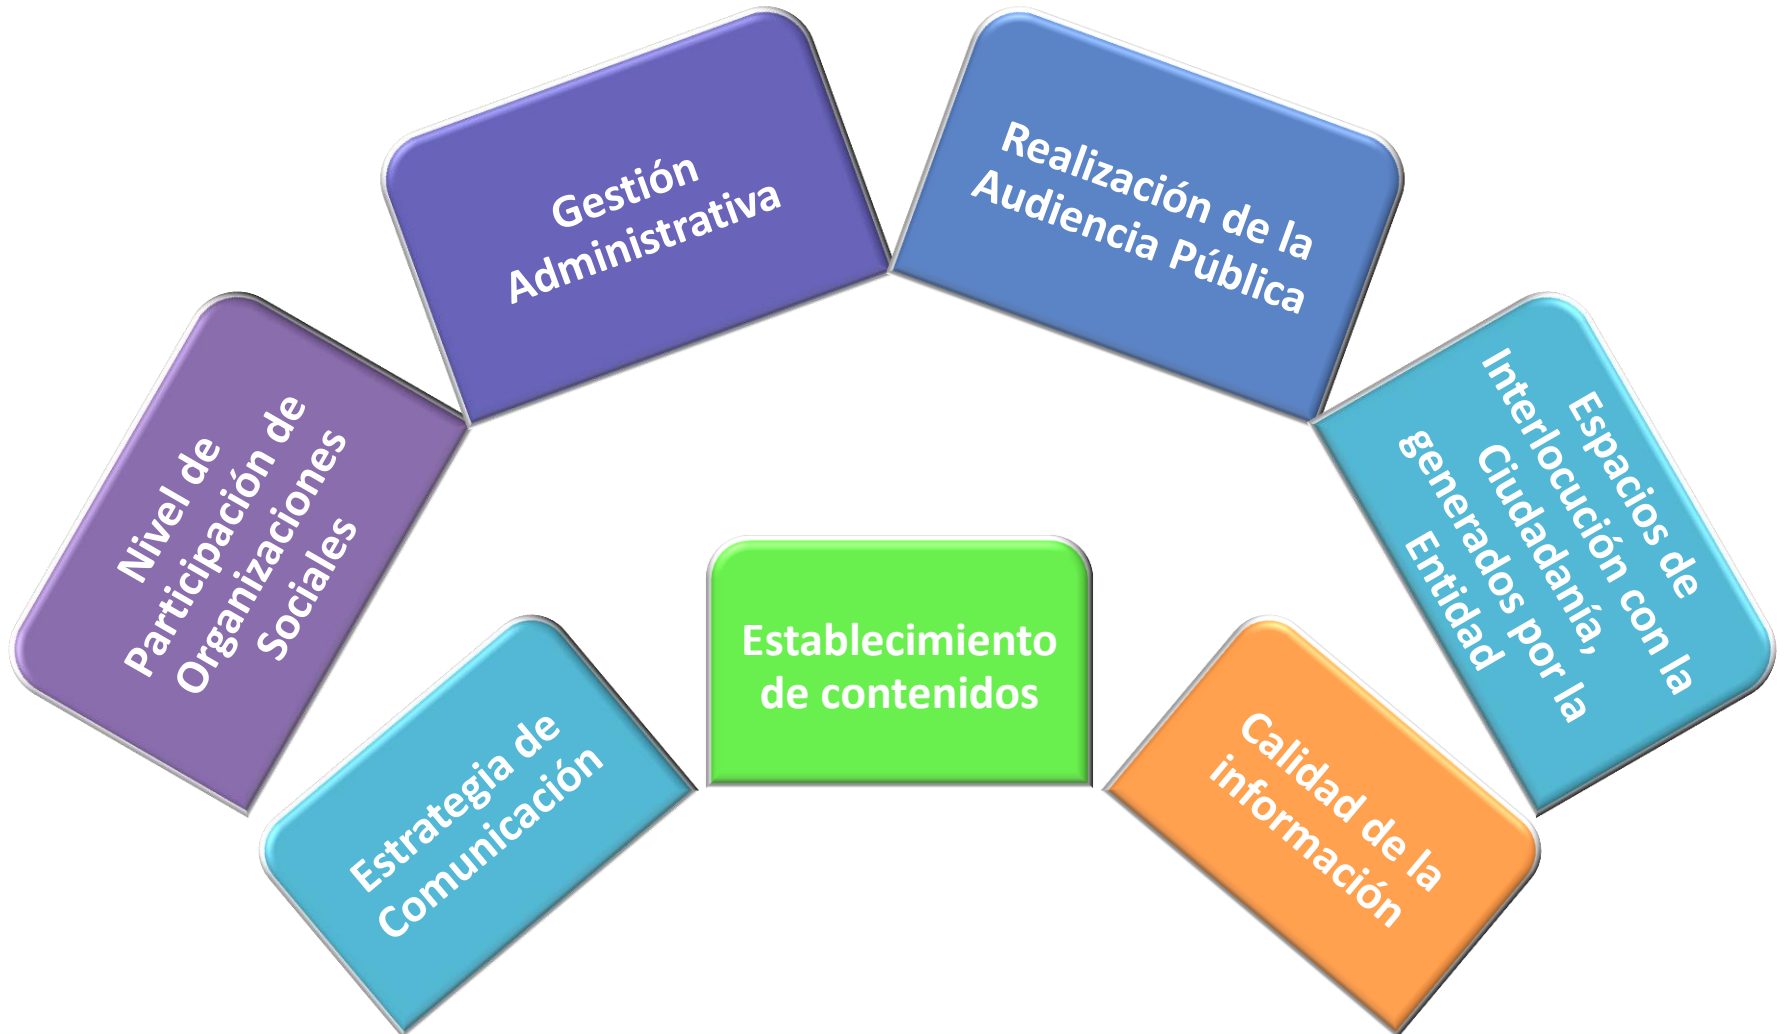 Gestión
Administrativa
Realización de la
Audiencia Pública
Nivel de
Participación de
Organizaciones
Sociales
Espacios de
Interlocución con la
Ciudadanía,
generados por la
Entidad
Estrategia de
Comunicación
Establecimiento
de contenidos
Calidad de la
información